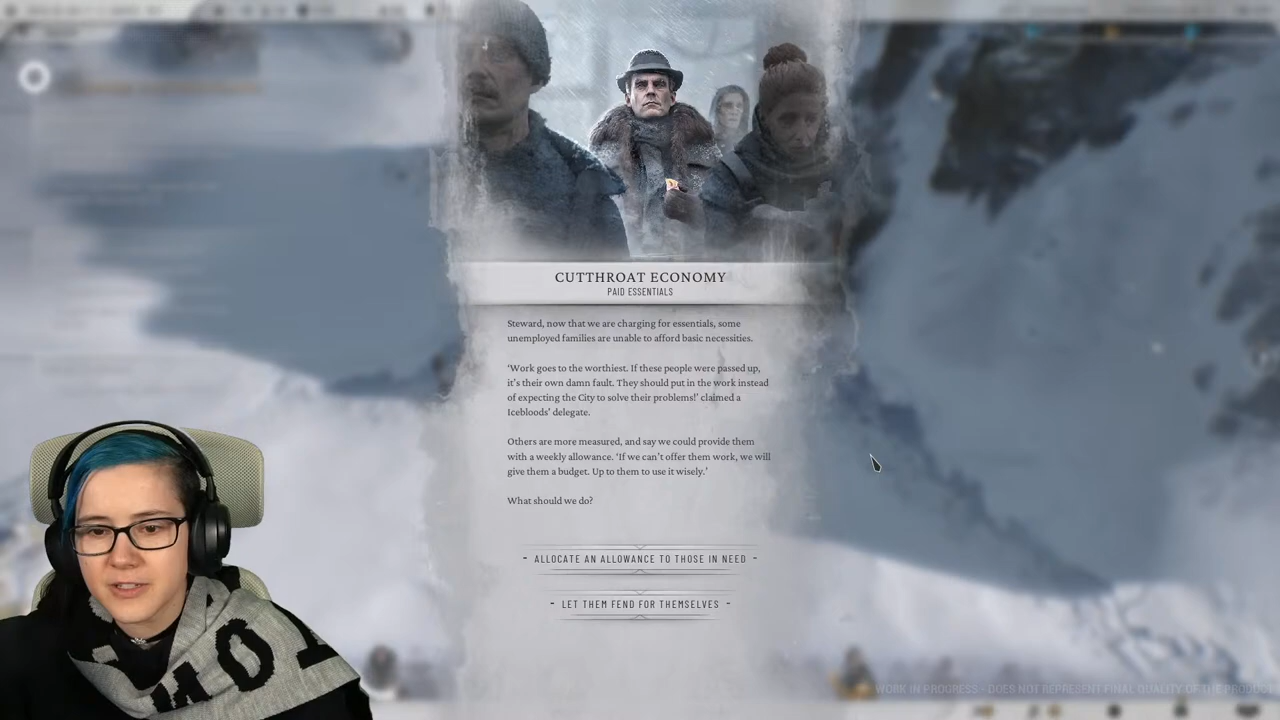 CUTTHROAT ECONOMY
PAID ESSENTIALS
Steward, now that we are charging for essentials, some
unemployed families are unable to afford basic necessities.
‘Work goes to the worthiest. If these people were passed up,
it’s their own damn fault. They should put in the work instead
of expecting the City to solve their problems!’ claimed a
Icebloods’ delegate.
Others are more measured, and say we could provide them
with a weekly allowance. ‘If we can’t offer them work, we will
give them a budget. Up to them to use it wisely.’
What should we do?
- ALLOCATE AN ALLOWANCE TO THOSE IN NEED -
- LET THEM FEND FOR THEMSELVES -
WORK IN PROGRESS - DOES NOT REPRESENT FINAL QUALITY OF THE PRODUCT